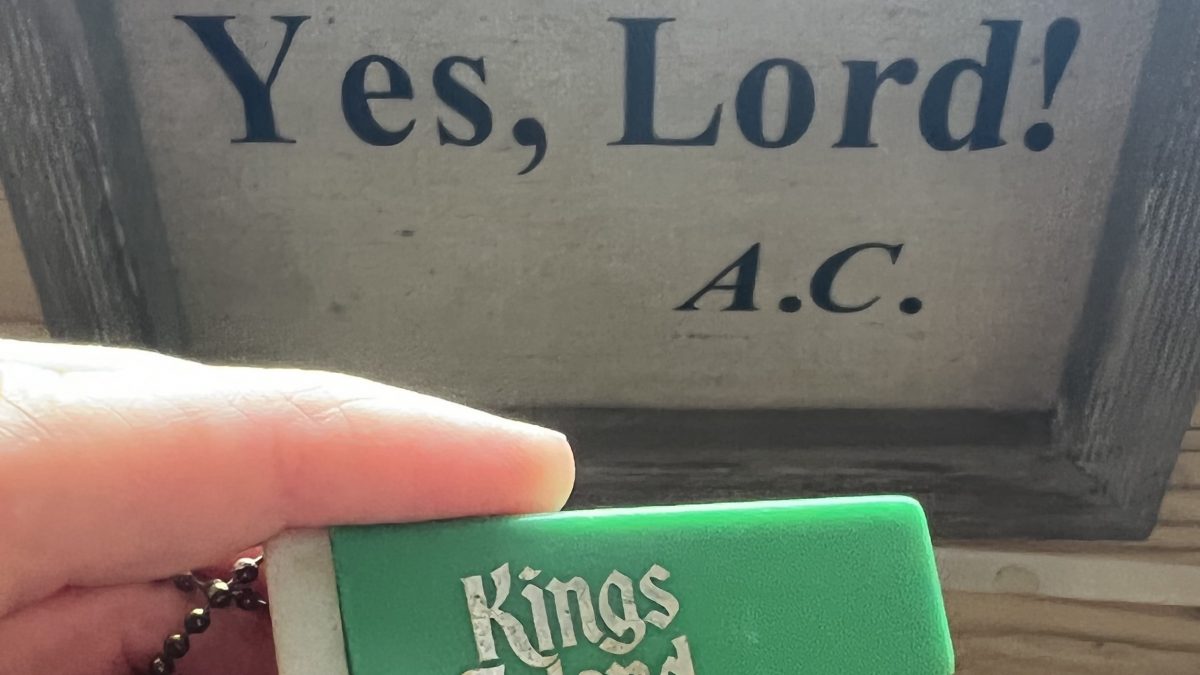 Yes, Lord!
A.C.
Kings